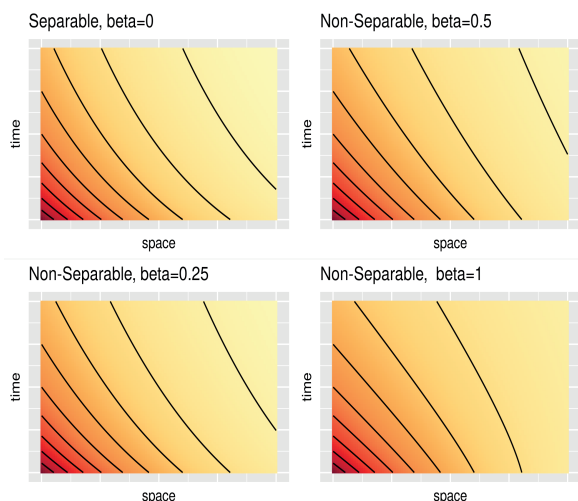 Separable, beta=0
time
space
Non-Separable, beta=0.5
time
space
Non-Separable, beta=0.25
time
space
Non-Separable, beta=1
time
space